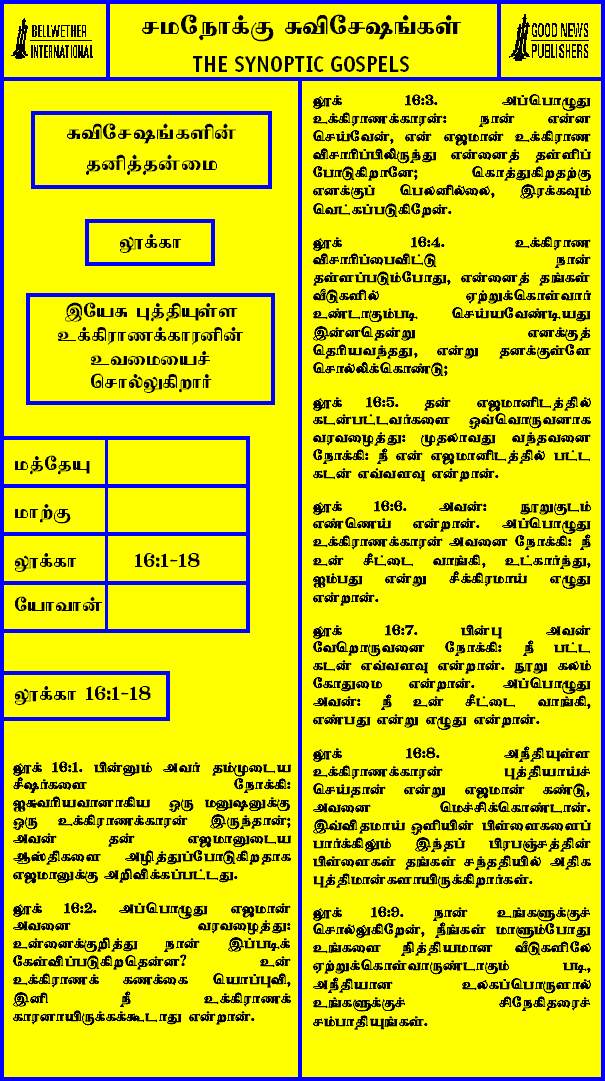 BELLWETHER
INTERNATIONAL
சமநோக்கு சுவிசேஷங்கள்
THE SYNOPTIC GOSPELS
GOOD NEWS
PUBLISHERS
சுவிசேஷங்களின்
தனித்தன்மை
லூக்கா
இயேசு புத்தியுள்ள
உக்கிராணக்காரனின்
உவமையைச்
சொல்லுகிறார்
மத்தேயு
மாற்கு
லூக்கா 16:1-18
யோவான்
லூக்கா 16:1-18
லூக் 16:1. பின்னும் அவர் தம்முடைய
சீஷர்களை நோக்கி:
ஐசுவரியவானாகிய ஒரு மனுஷனுக்கு
ஒரு உக்கிராணக்காரன் இருந்தான்;
அவன் தன் எஜமானுடைய
ஆஸ்திகளை அழித்துப்போடுகிறதாக
எஜமானுக்கு அறிவிக்கப்பட்டது.
லூக் 16:2. அப்பொழுது எஜமான்
அவனை வரவழைத்து:
உன்னைக்குறித்து நான் இப்படிக்
கேள்விப்படுகிறதென்ன? உன்
உக்கிராணக் கணக்கை யொப்புவி,
இனி நீ உக்கிராணக்
காரனாயிருக்கக்கூடாது என்றான்.
லூக் 16:3. அப்பொழுது
உக்கிராணக்காரன்: நான் என்ன
செய்வேன், என் எஜமான் உக்கிராண
விசாரிப்பிலிருந்து என்னைத் தள்ளிப்
போடுகிறானே; கொத்துகிறதற்கு
எனக்குப் பெலனில்லை, இரக்கவும்
வெட்கப்படுகிறேன்.
லூக் 16:4. உக்கிராண
விசாரிப்பைவிட்டு நான்
தள்ளப்படும்போது, என்னைத் தங்கள்
வீடுகளில் ஏற்றுக்கொள்வார்
உண்டாகும்படி செய்யவேண்டியது
இன்னதென்று எனக்குத்
தெரியவந்தது, என்று தனக்குள்ளே
சொல்லிக்கொண்டு;
லூக் 16:5. தன் எஜமானிடத்தில்
கடன்பட்டவர்களை ஒவ்வொருவனாக
வரவழைத்து: முதலாவது வந்தவனை
நோக்கி: நீ என் எஜமானிடத்தில் பட்ட
கடன் எவ்வளவு என்றான்.
லூக் 16:6. அவன்: நூறுகுடம்
எண்ணெய் என்றான். அப்பொழுது
உக்கிராணக்காரன் அவனை நோக்கி: நீ
உன் சீட்டை வாங்கி, உட்கார்ந்து,
ஐம்பது என்று சீக்கிரமாய் எழுது
என்றான்.
லூக் 16:7. பின்பு அவன்
வேறொருவனை நோக்கி: நீ பட்ட
கடன் எவ்வளவு என்றான். நூறு கலம்
கோதுமை என்றான். அப்பொழுது
அவன்: நீ உன் சீட்டை வாங்கி,
எண்பது என்று எழுது என்றான்.
லூக் 16:8. அநீதியுள்ள
உக்கிராணக்காரன் புத்தியாய்ச்
செய்தான் என்று எஜமான் கண்டு,
அவனை மெச்சிக்கொண்டான்.
இவ்விதமாய் ஒளியின் பிள்ளைகளைப்
பார்க்கிலும் இந்தப் பிரபஞ்சத்தின்
பிள்ளைகள் தங்கள் சந்ததியில் அதிக
புத்திமான்களாயிருக்கிறார்கள்.
லூக் 16:9. நான் உங்களுக்குச்
சொல்லுகிறேன், நீங்கள் மாளும்போது
உங்களை நித்தியமான வீடுகளிலே
ஏற்றுக்கொள்வாருண்டாகும் படி,
அநீதியான உலகப்பொருளால்
உங்களுக்குச் சிநேகிதரைச்
சம்பாதியுங்கள்.